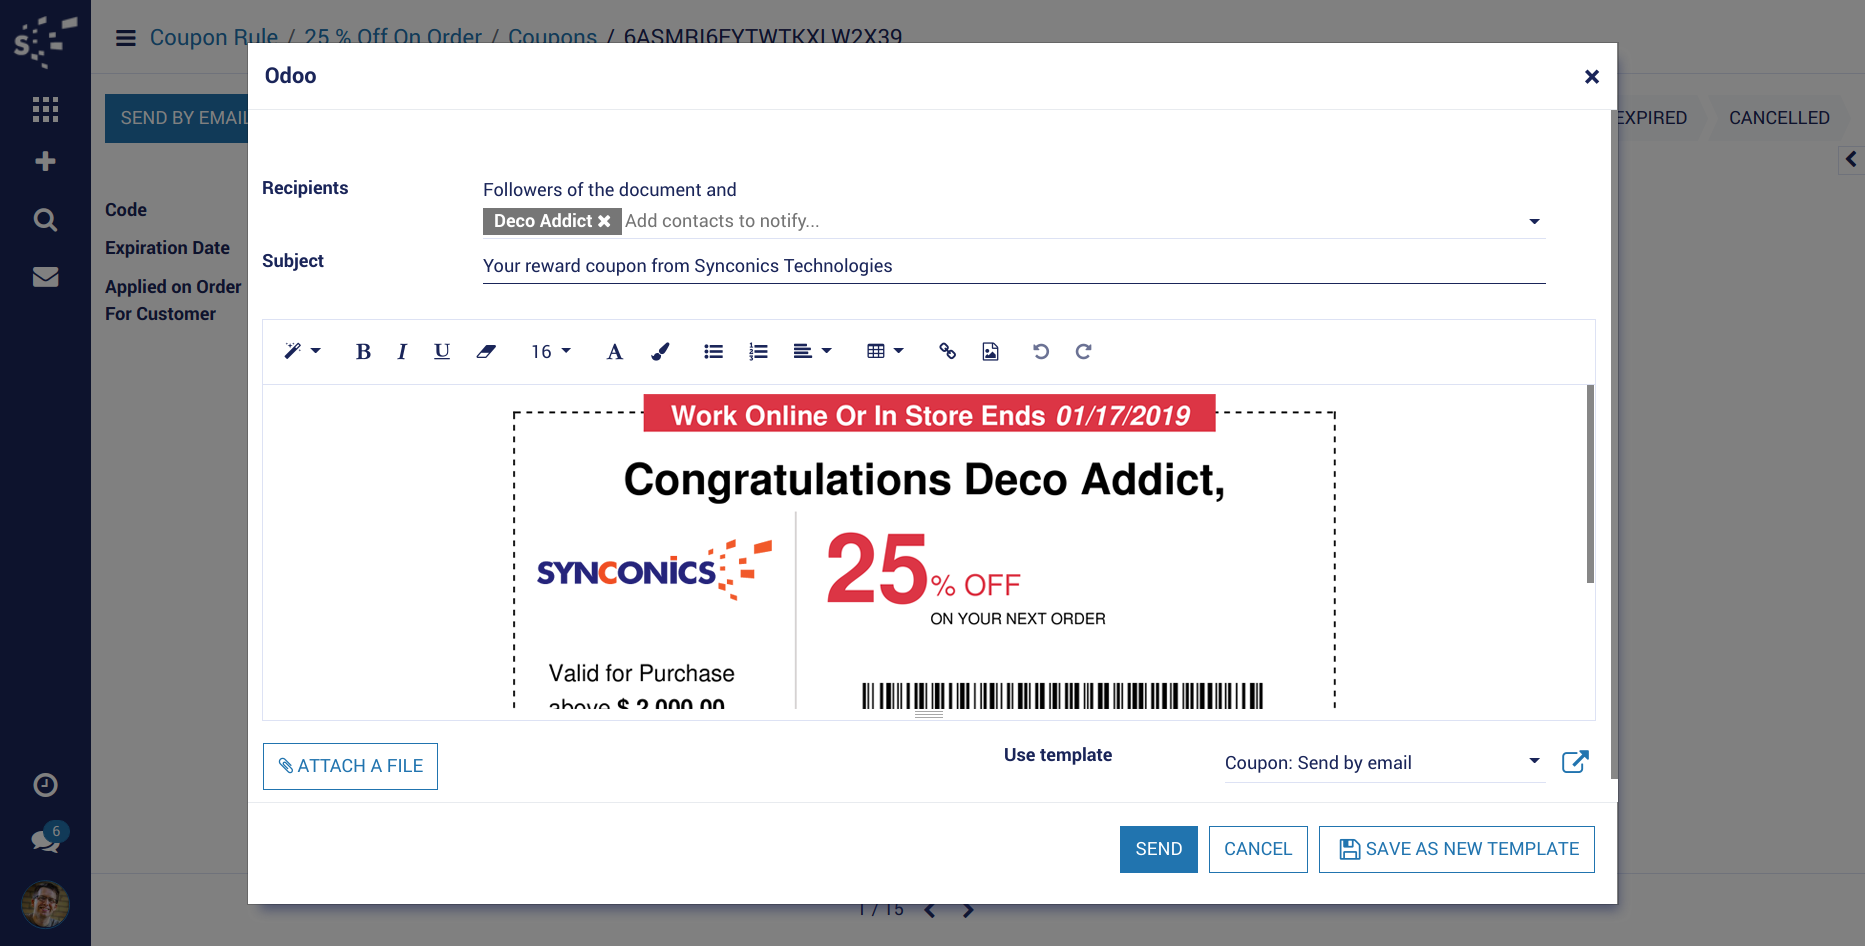 Coupon Rule / 25 % Off On Order / Coupons / 6ASMRI6FYTWTKXLW2X39
Odoo
SEND BY EMAIL
EXPIRED
CANCELLED
Code
Expiration Date
Applied on Order
For Customer
Recipients
Followers of the document and
Deco Addict
Add contacts to notify...
Subject
Your reward coupon from Synconics Technologies
B I U
16
A
Work Online Or In Store Ends 01/17/2019
Congratulations Deco Addict,
SYNCONICS
25% OFF
ON YOUR NEXT ORDER
Valid for Purchase
above $ 2,000.00
ATTACH A FILE
Use template
Coupon: Send by email
SEND
CANCEL
SAVE AS NEW TEMPLATE
6
1 / 15